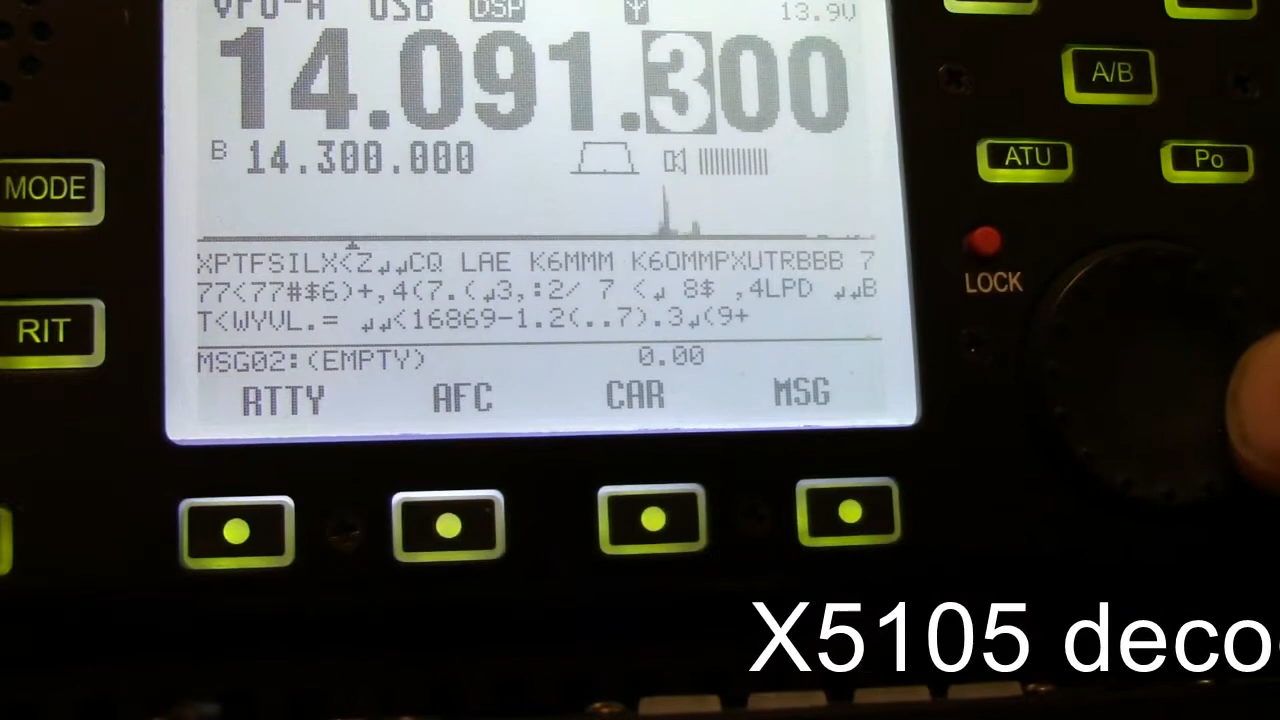 VFO-A USB DSP 13.9V
14.091.300
A/B
B 14.300.000
ATU Po
MODE
XPTFSILX<Z↲↲CQ LAE K6MMM K6OMMPXUTRBBB 7
77<77#$6)+,4(7.(↲3,:2/ 7 <↲ 8$ ,4LPD ↲↲B
T<WYVL.= ↲↲<16869-1.2(..7).3↲(9+
LOCK
RIT
MSG02:(EMPTY) 0.00
RTTY AFC CAR MSG
X5105 deco